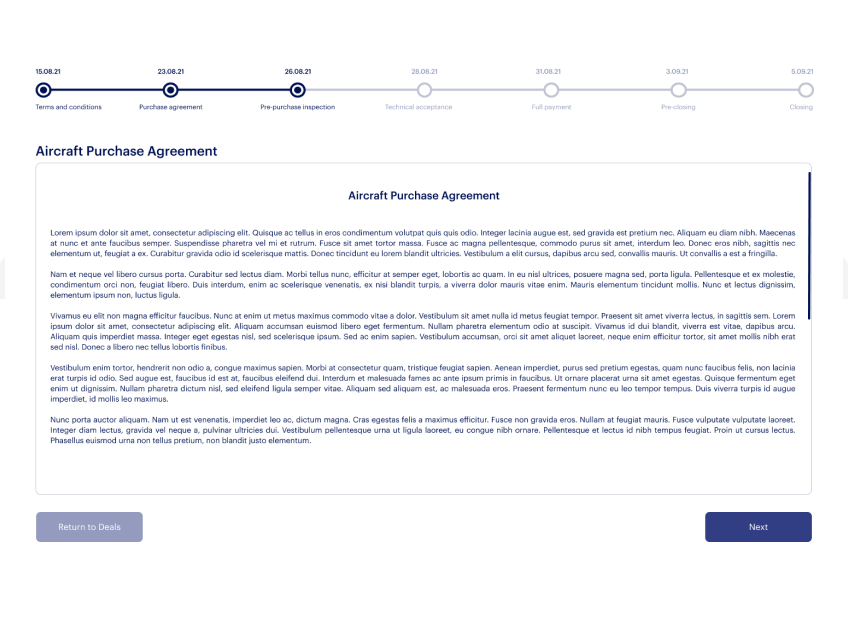 15.08.21 23.08.21 26.08.21 28.08.21 31.08.21 3.09.21 5.09.21
Terms and conditions Purchase agreement Pre-purchase inspection Technical acceptance Full payment Pre-closing Closing
Aircraft Purchase Agreement
Aircraft Purchase Agreement
Lorem ipsum dolor sit amet, consectetur adipiscing elit. Quisque ac tellus in eros condimentum volutpat quis quis odio. Integer lacinia augue est, sed gravida est pretium nec. Aliquam eu diam nibh. Maecenas
at nunc et ante faucibus semper. Suspendisse pharetra vel mi et rutrum. Fusce sit amet tortor massa. Fusce ac magna pellentesque, commodo purus sit amet, interdum leo. Donec eros nibh, sagittis nec
elementum ut, feugiat a ex. Curabitur gravida odio id scelerisque mattis. Donec tincidunt eu lorem blandit ultricies. Vestibulum a elit cursus, dapibus arcu sed, convallis mauris. Ut convallis a est a fringilla.
Nam et neque vel libero cursus porta. Curabitur sed lectus diam. Morbi tellus nunc, efficitur at semper eget, lobortis ac quam. In eu nisl ultrices, posuere magna sed, porta ligula. Pellentesque et ex molestie,
condimentum orci non, feugiat libero. Duis interdum, enim ac scelerisque venenatis, ex nisi blandit turpis, a viverra dolor mauris vitae enim. Mauris elementum tincidunt mollis. Nunc et lectus dignissim,
elementum ipsum non, luctus ligula.
Vivamus eu elit non magna efficitur faucibus. Nunc at enim ut metus maximus commodo vitae a dolor. Vestibulum sit amet nulla id metus feugiat tempor. Praesent sit amet viverra lectus, in sagittis sem. Lorem
ipsum dolor sit amet, consectetur adipiscing elit. Aliquam accumsan euismod libero eget fermentum. Nullam pharetra elementum odio at suscipit. Vivamus id dui blandit, viverra est vitae, dapibus arcu.
Aliquam quis imperdiet massa. Integer eget egestas nisl, sed scelerisque ipsum. Sed ac enim sapien. Vestibulum accumsan, orci sit amet aliquet laoreet, neque enim efficitur tortor, sit amet mollis nibh erat
sed nisl. Donec a libero nec tellus lobortis finibus.
Vestibulum enim tortor, hendrerit non odio a, congue maximus sapien. Morbi at consectetur quam, tristique feugiat sapien. Aenean imperdiet, purus sed pretium egestas, quam nunc faucibus felis, non lacinia
erat turpis id odio. Sed augue est, faucibus id est at, faucibus eleifend dui. Interdum et malesuada fames ac ante ipsum primis in faucibus. Ut ornare placerat urna sit amet egestas. Quisque fermentum eget
enim ut dignissim. Nullam pharetra dictum nisl, sed eleifend ligula semper vitae. Aliquam sed aliquam est, ac malesuada eros. Praesent fermentum nunc eu leo tempor tempus. Duis viverra turpis id augue
imperdiet, id mollis leo maximus.
Nunc porta auctor aliquam. Nam ut est venenatis, imperdiet leo ac, dictum magna. Cras egestas felis a maximus efficitur. Fusce non gravida eros. Nullam at feugiat mauris. Fusce vulputate vulputate laoreet.
Integer diam lectus, gravida vel neque a, pulvinar ultricies dui. Vestibulum pellentesque urna ut ligula laoreet, eu congue nibh ornare. Pellentesque et lectus id nibh tempus feugiat. Proin ut cursus lectus.
Phasellus euismod urna non tellus pretium, non blandit justo elementum.
Return to Deals Next